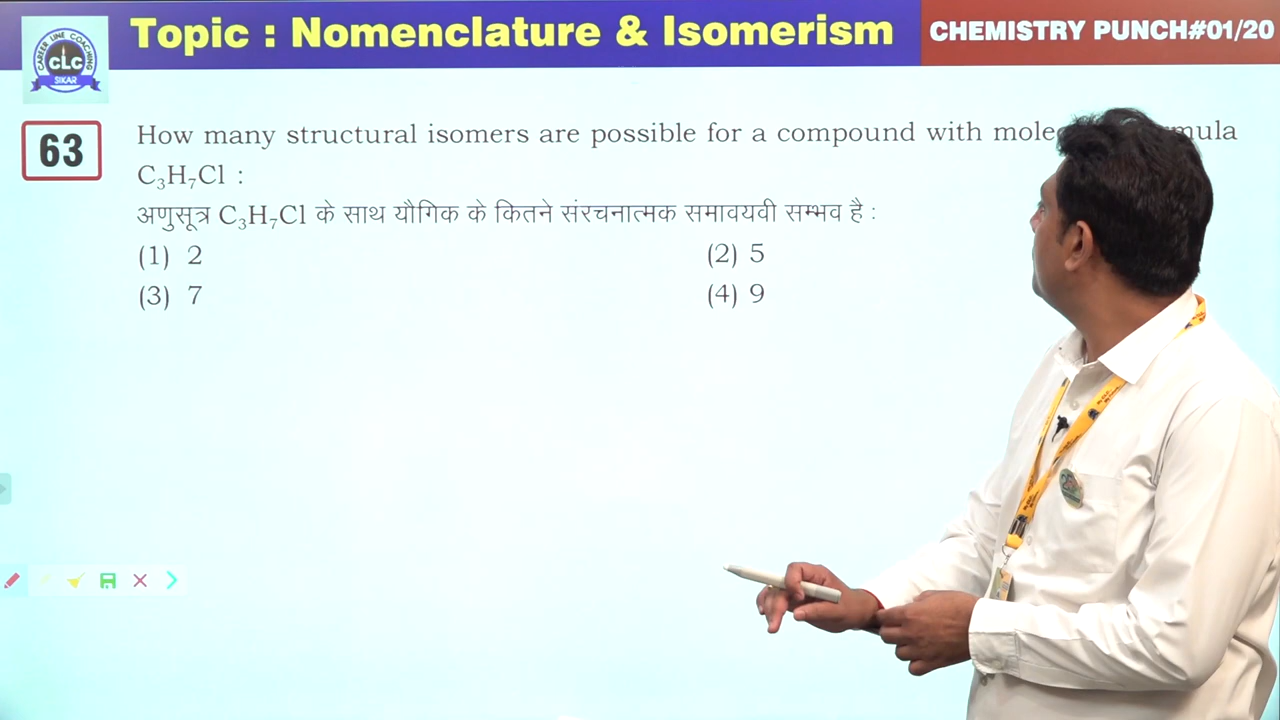 Topic : Nomenclature & Isomerism
CHEMISTRY PUNCH#01/20
CAREER LINE COACHING
CLC
SIKAR
63
How many structural isomers are possible for a compound with
C₃H₇Cl :
अणुसूत्र C₃H₇Cl के साथ यौगिक के कितने संरचनात्मक समावयवी सम्भव है :
(1) 2
(2) 5
(3) 7
(4) 9